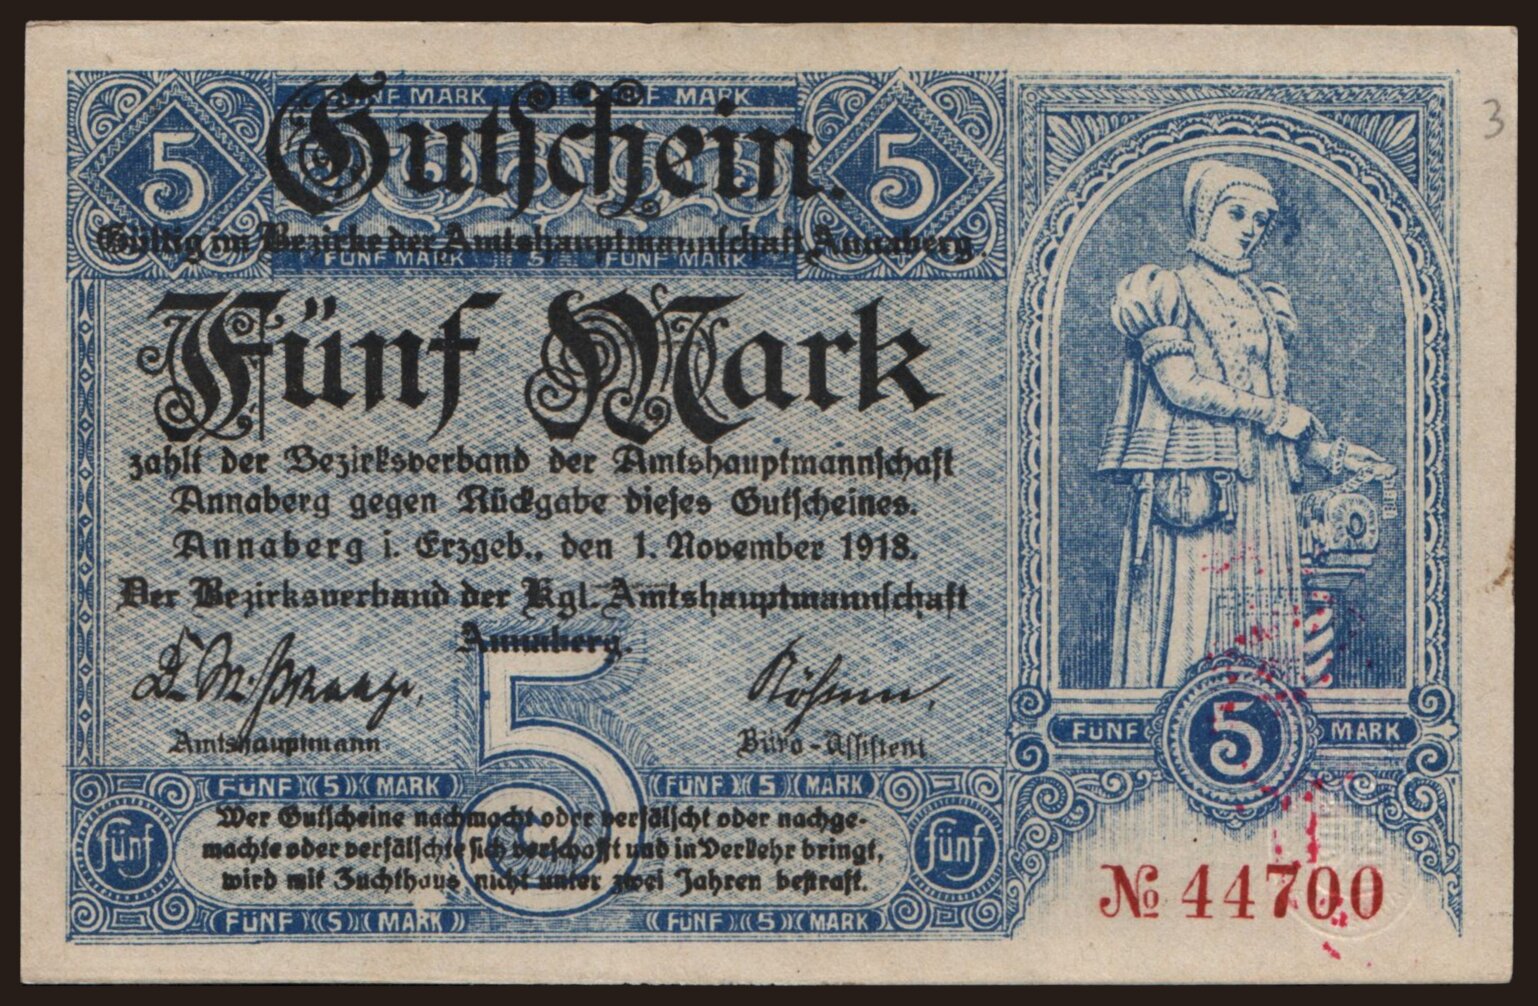 FÜNF MARK FÜNF MARK
5 Gutschein. 5
Gültig im Bezirke der Amtshauptmannschaft Annaberg.
FÜNF MARK 5 FÜNF MARK
Fünf Mark
zahlt der Bezirksverband der Amtshauptmannschaft
Annaberg gegen Rückgabe dieses Gutscheines.
Annaberg i. Erzgeb., den 1. November 1918.
Der Bezirksverband der Kgl. Amtshauptmannschaft
Annaberg.
Amtshauptmann
Büro-Assistent
5
FÜNF 5 MARK
FÜNF (5) MARK FÜNF (5) MARK
Wer Gutscheine nachmacht oder verfälscht oder nachge-
machte oder verfälschte sich verschafft und in Verkehr bringt,
wird mit Zuchthaus nicht unter zwei Jahren bestraft.
fünf fünf
FÜNF (5) MARK FÜNF (5) MARK
№ 44700
3